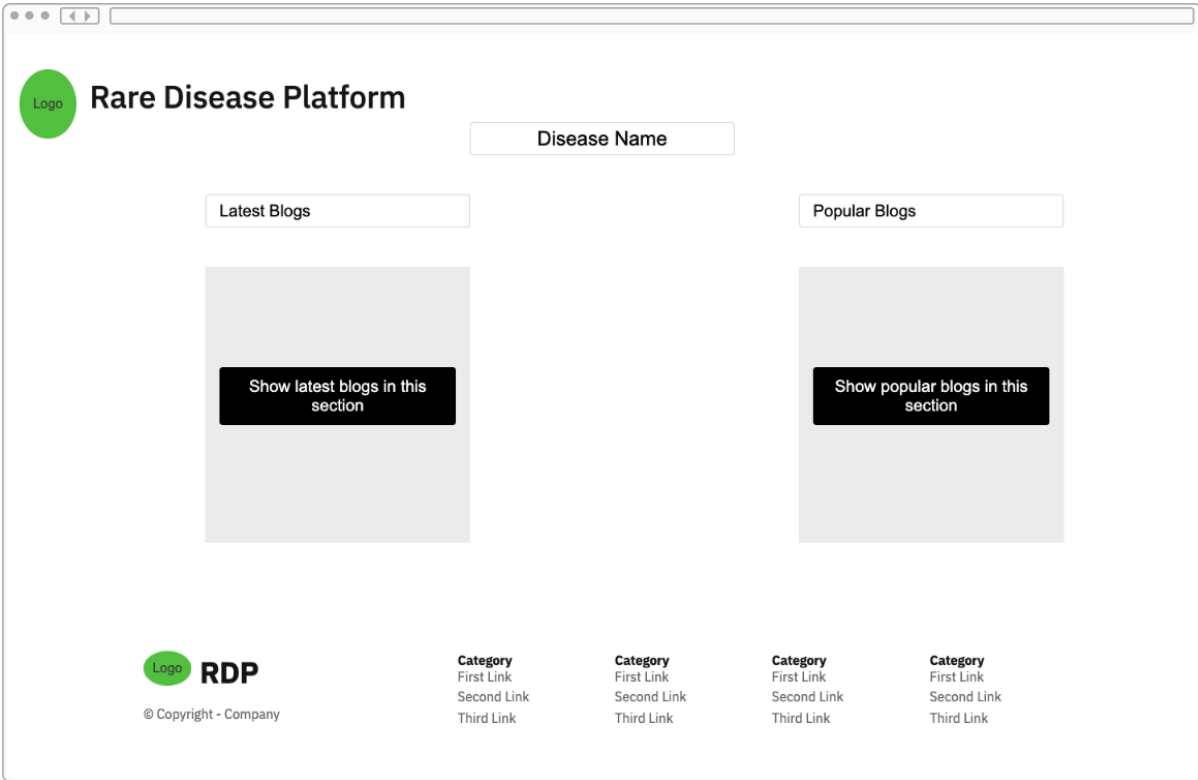 Logo
Rare Disease Platform
Disease Name
Latest Blogs
Popular Blogs
Show latest blogs in this
section
Show popular blogs in this
section
Logo
RDP
© Copyright - Company
Category
First Link
Second Link
Third Link
Category
First Link
Second Link
Third Link
Category
First Link
Second Link
Third Link
Category
First Link
Second Link
Third Link